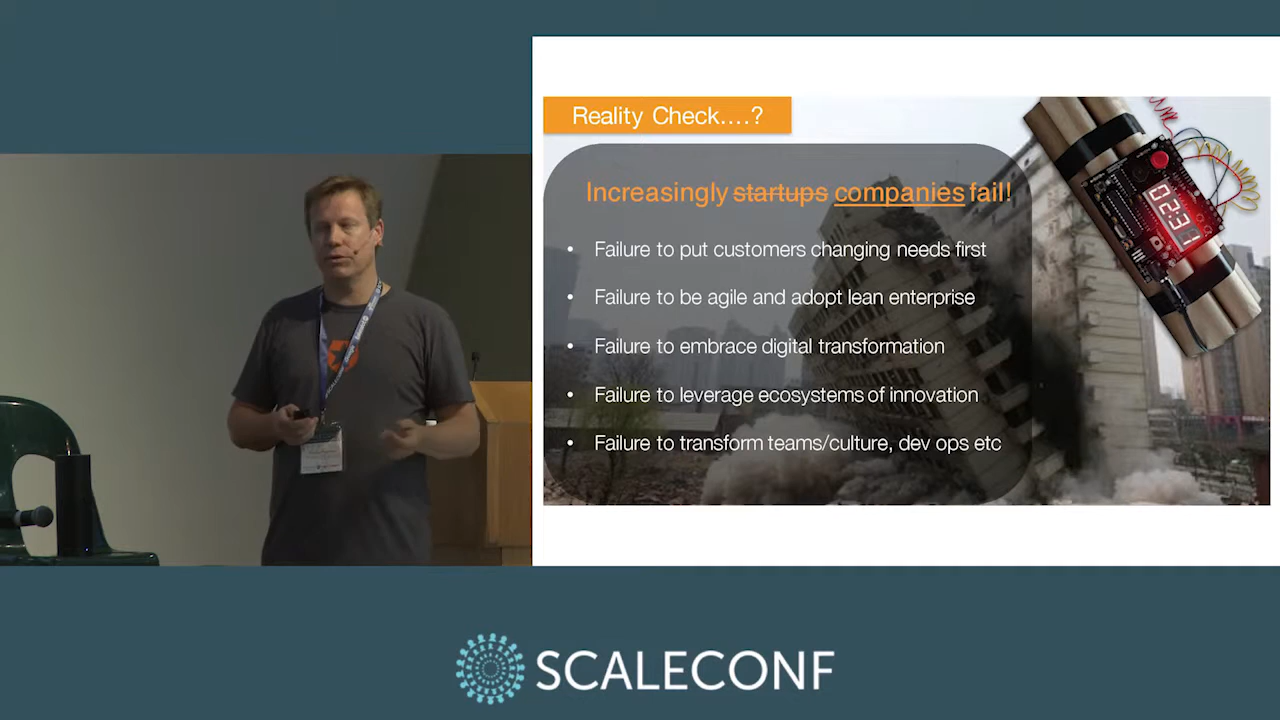 Reality Check....?
Increasingly startups companies fail!
• Failure to put customers changing needs first
• Failure to be agile and adopt lean enterprise
• Failure to embrace digital transformation
• Failure to leverage ecosystems of innovation
• Failure to transform teams/culture, dev ops etc
02:31
SCALECONF